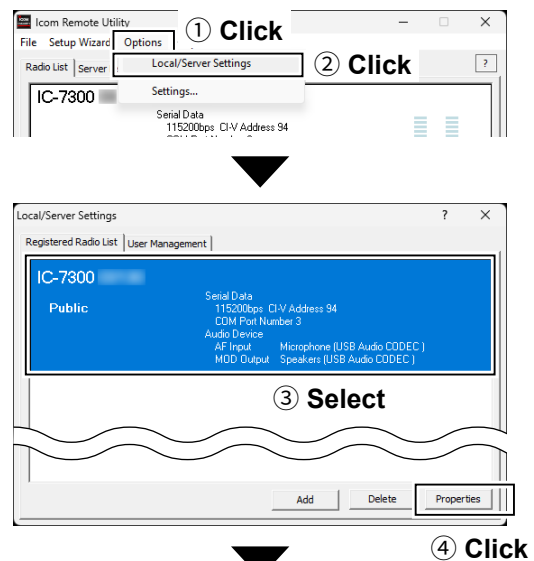 Icom Remote Utility
① Click
File Setup Wizard Options
Local/Server Settings
② Click
Radio List Server
?
Settings...
IC-7300
Serial Data
115200bps CI-V Address 94
Local/Server Settings ?
Registered Radio List User Management
IC-7300
Public
Serial Data
115200bps CI-V Address 94
COM Port Number 3
Audio Device
AF Input Microphone (USB Audio CODEC )
MOD Output Speakers (USB Audio CODEC )
③ Select
Add Delete Properties
④ Click